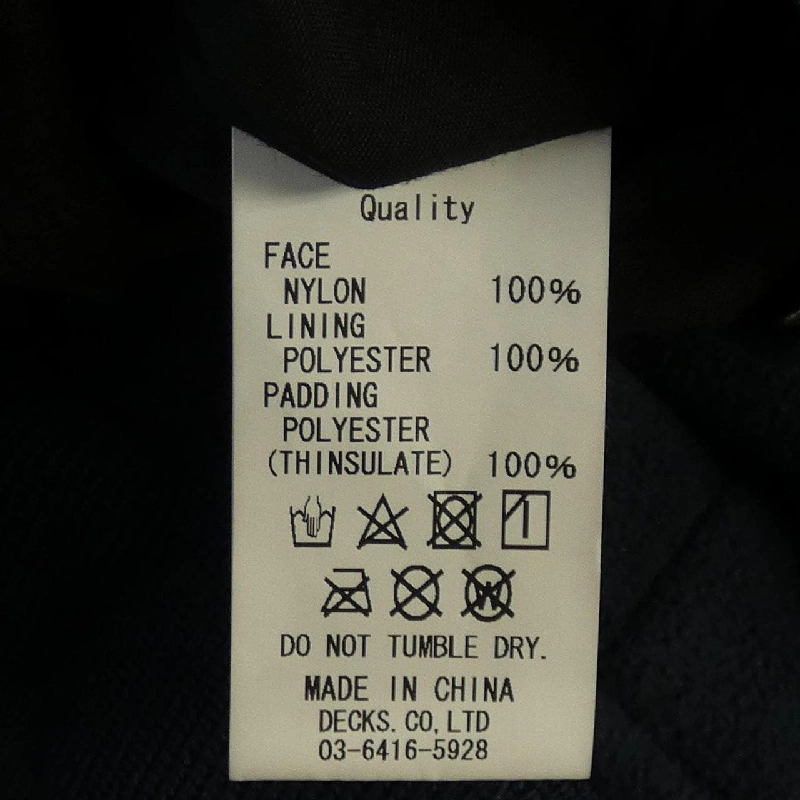 Quality
FACE
NYLON 100%
LINING
POLYESTER 100%
PADDING
POLYESTER
(THINSULATE) 100%
W
DO NOT TUMBLE DRY.
MADE IN CHINA
DECKS. CO, LTD
03-6416-5928